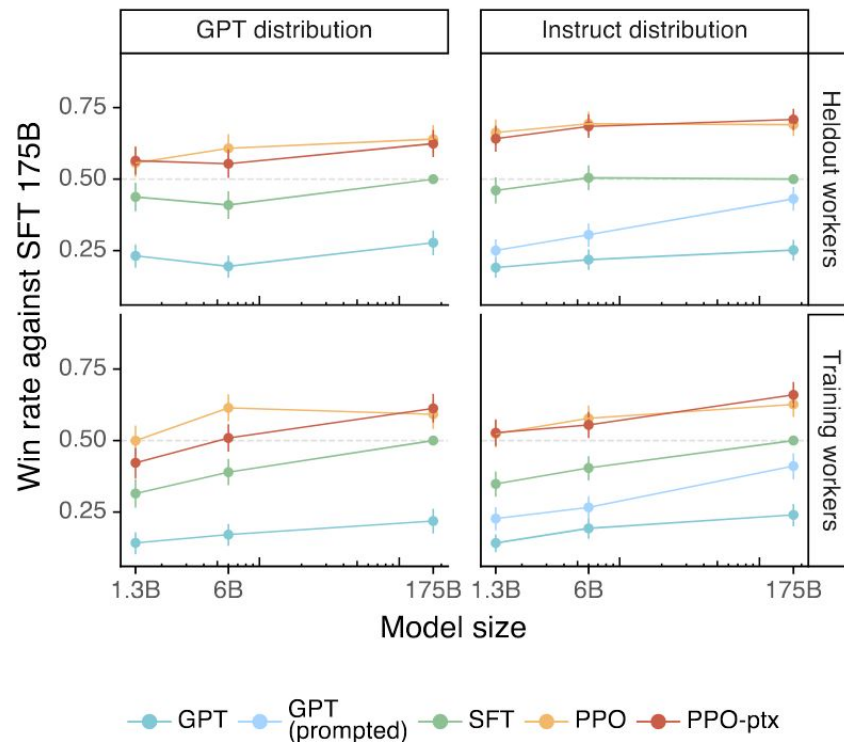 GPT distribution
Instruct distribution
Win rate against SFT 175B
0.75
0.50
0.25
Heldout workers
0.75
0.50
0.25
Training workers
1.3B 6B 175B
1.3B 6B 175B
Model size
GPT
GPT
(prompted)
SFT
PPO
PPO-ptx